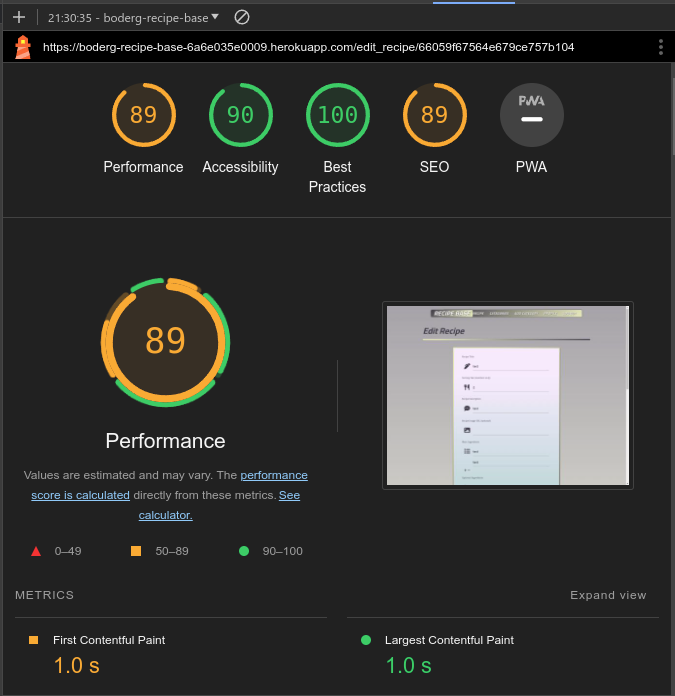 21:30:35 - boderg-recipe-base
https://boderg-recipe-base-6a6e035e0009.herokuapp.com/edit_recipe/66059f67564e679ce757b104
89
90
100
89
PWA
Performance
Accessibility
Best
Practices
SEO
PWA
89
RECIPE BASE
Edit Recipe
Performance
Values are estimated and may vary. The performance
score is calculated directly from these metrics. See
calculator.
0–49
50–89
90–100
METRICS
Expand view
First Contentful Paint
1.0 s
Largest Contentful Paint
1.0 s